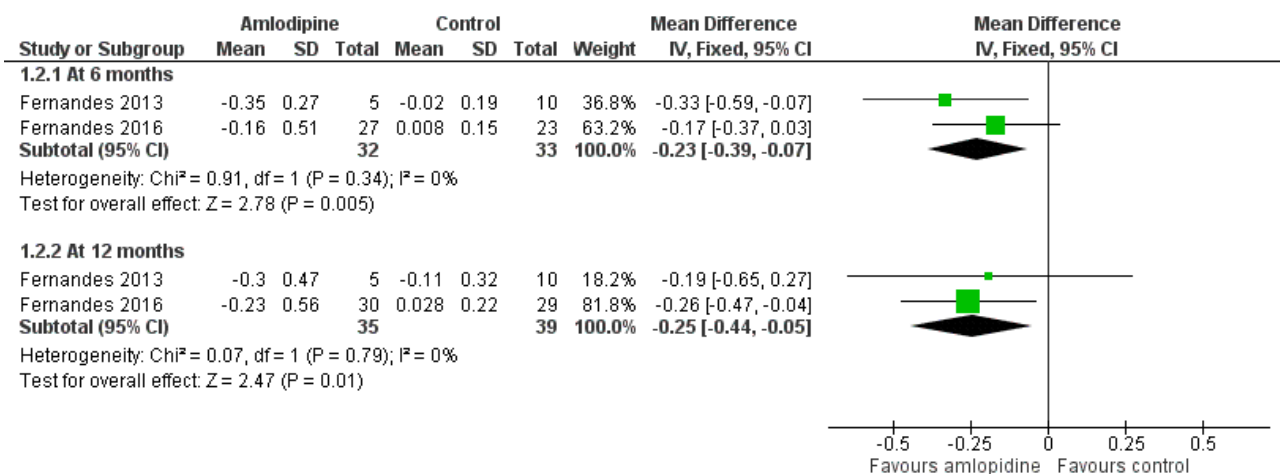 Amlodipine Control Mean Difference Mean Difference
Study or Subgroup Mean SD Total Mean SD Total Weight IV, Fixed, 95% CI IV, Fixed, 95% CI
1.2.1 At 6 months
Fernandes 2013 -0.35 0.27 5 -0.02 0.19 10 36.8% -0.33 [-0.59, -0.07]
Fernandes 2016 -0.16 0.51 27 0.008 0.15 23 63.2% -0.17 [-0.37, 0.03]
Subtotal (95% CI) 32 33 100.0% -0.23 [-0.39, -0.07]
Heterogeneity: Chi² = 0.91, df = 1 (P = 0.34); I² = 0%
Test for overall effect: Z = 2.78 (P = 0.005)
1.2.2 At 12 months
Fernandes 2013 -0.3 0.47 5 -0.11 0.32 10 18.2% -0.19 [-0.65, 0.27]
Fernandes 2016 -0.23 0.56 30 0.028 0.22 29 81.8% -0.26 [-0.47, -0.04]
Subtotal (95% CI) 35 39 100.0% -0.25 [-0.44, -0.05]
Heterogeneity: Chi² = 0.07, df = 1 (P = 0.79); I² = 0%
Test for overall effect: Z = 2.47 (P = 0.01)
-0.5 -0.25 0 0.25 0.5
Favours amlopidine Favours control